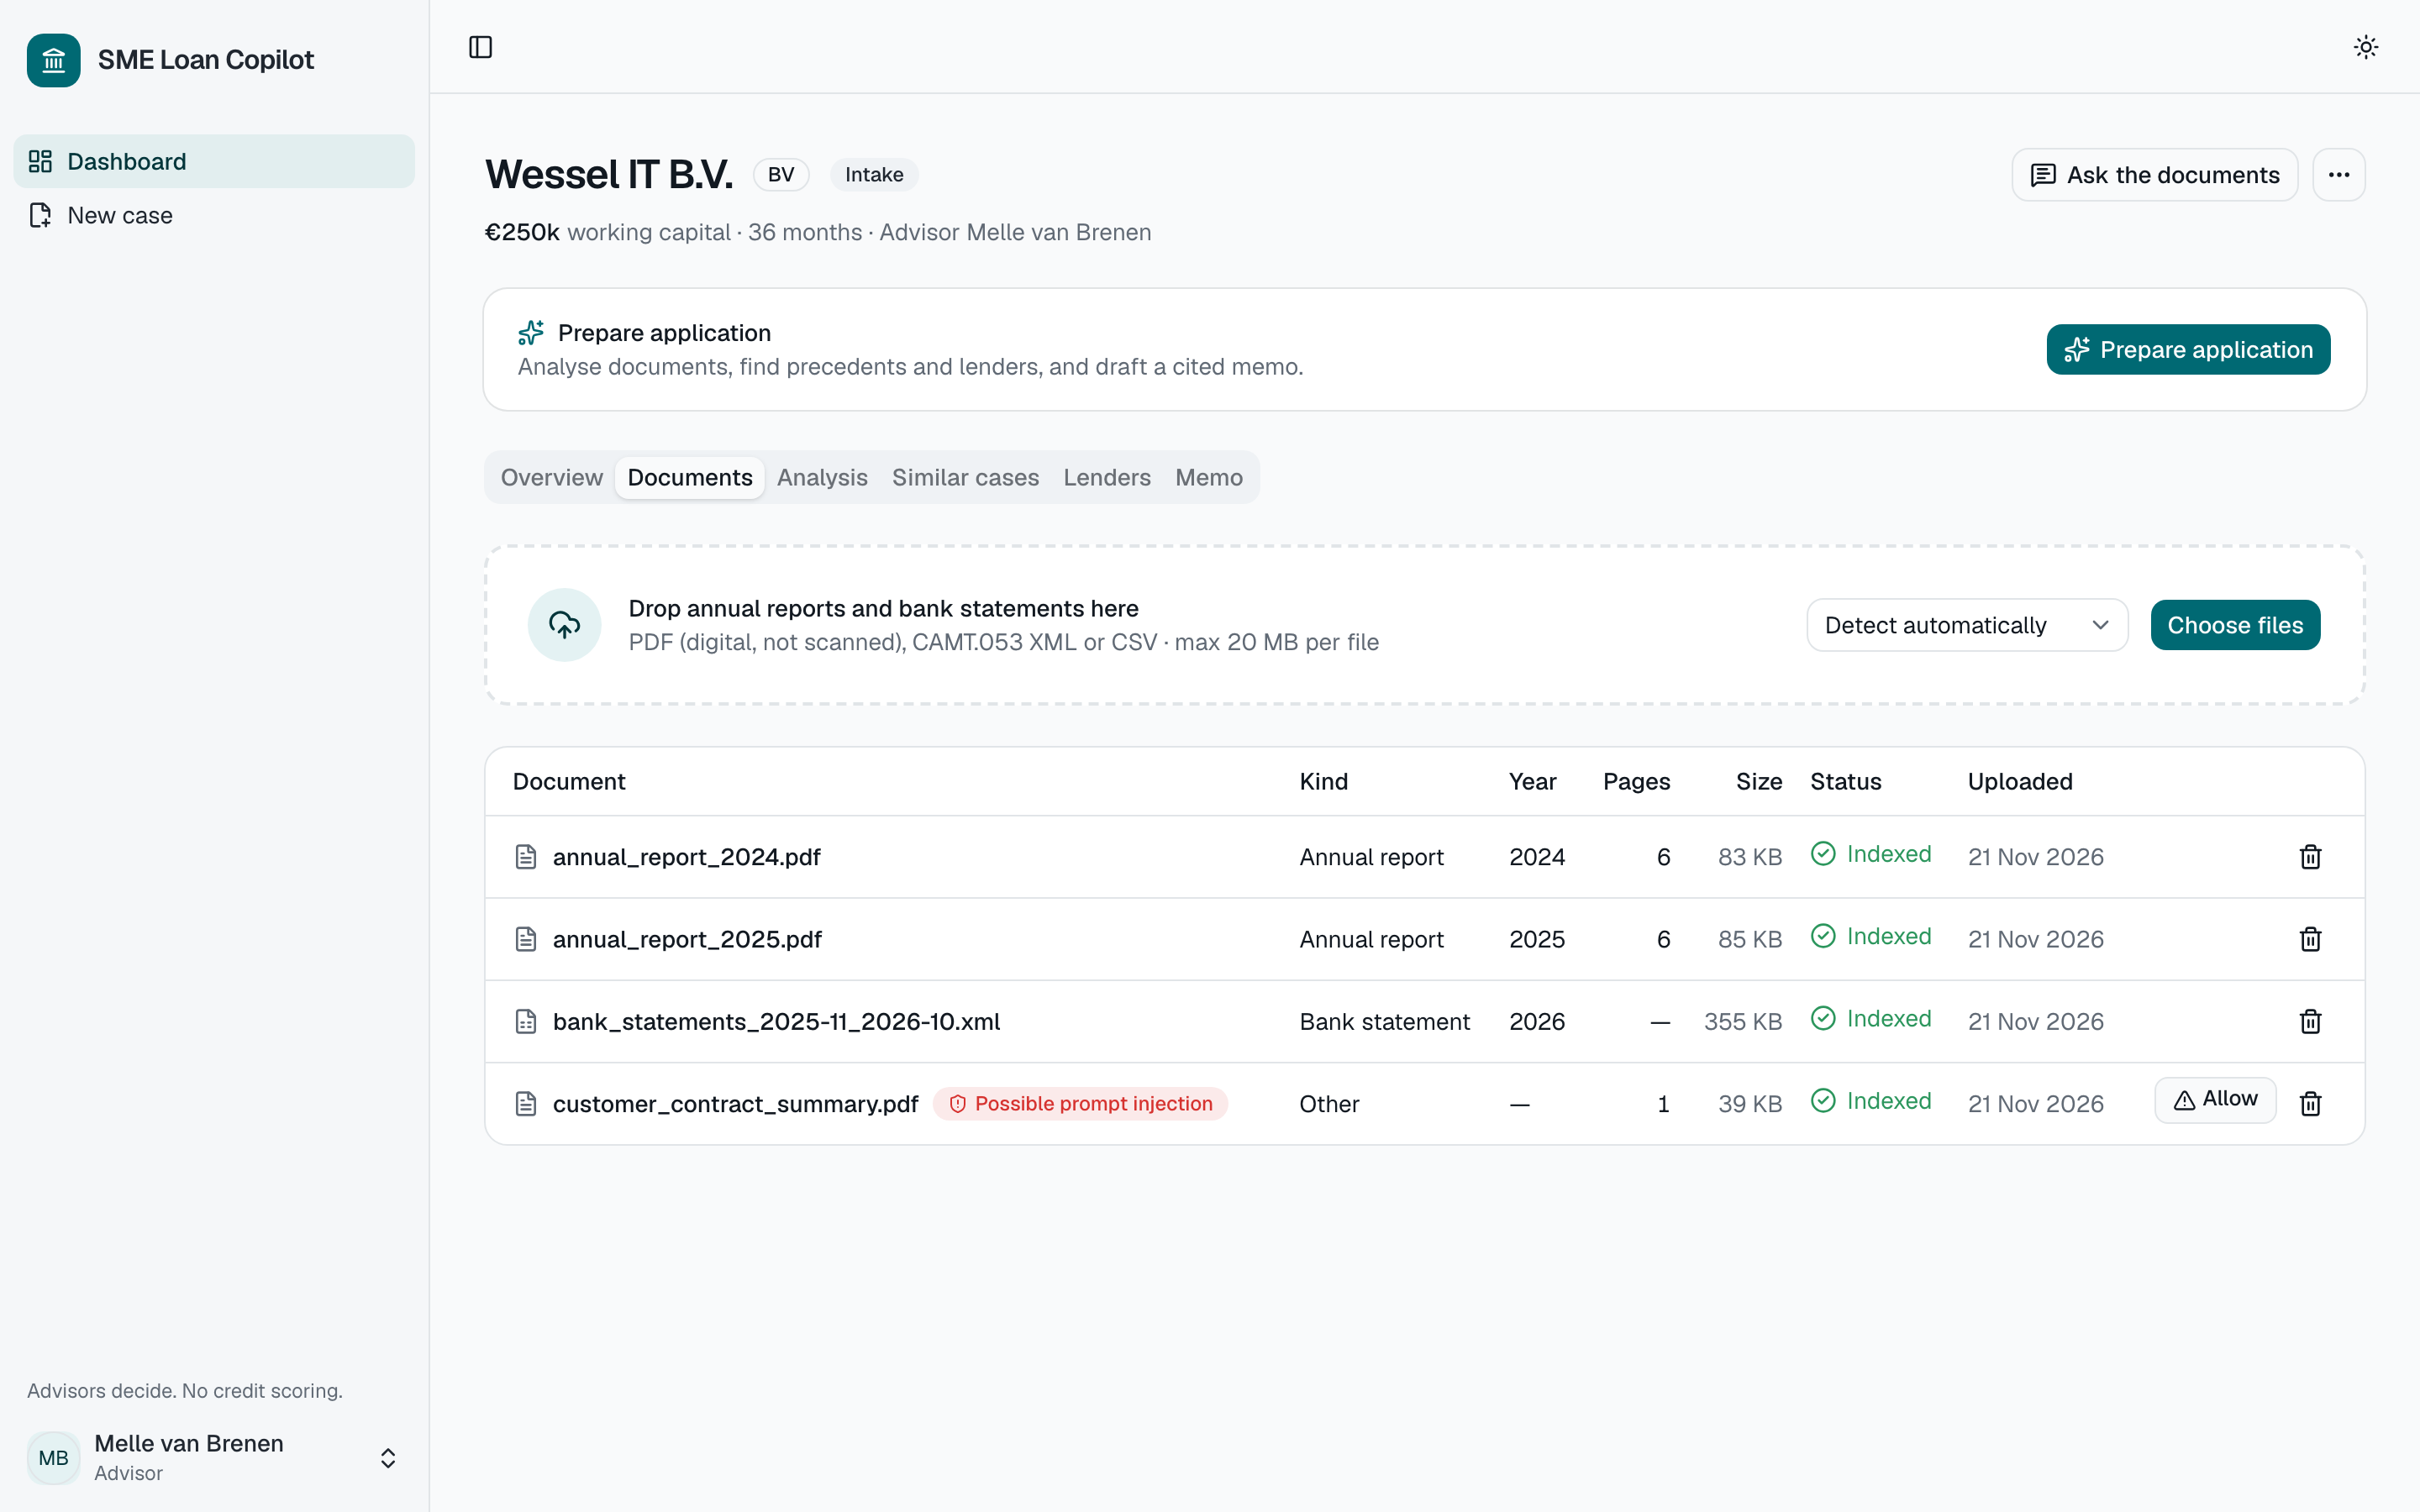 SME Loan Copilot
Dashboard
New case
Wessel IT B.V. BV Intake
Ask the documents
€250k working capital · 36 months · Advisor Melle van Brenen
Prepare application
Analyse documents, find precedents and lenders, and draft a cited memo.
Prepare application
Overview Documents Analysis Similar cases Lenders Memo
Drop annual reports and bank statements here
PDF (digital, not scanned), CAMT.053 XML or CSV · max 20 MB per file
Detect automatically
Choose files
Document Kind Year Pages Size Status Uploaded
annual_report_2024.pdf Annual report 2024 6 83 KB Indexed 21 Nov 2026
annual_report_2025.pdf Annual report 2025 6 85 KB Indexed 21 Nov 2026
bank_statements_2025-11_2026-10.xml Bank statement 2026 — 355 KB Indexed 21 Nov 2026
customer_contract_summary.pdf Possible prompt injection Other — 1 39 KB Indexed 21 Nov 2026 Allow
Advisors decide. No credit scoring.
MB
Melle van Brenen
Advisor